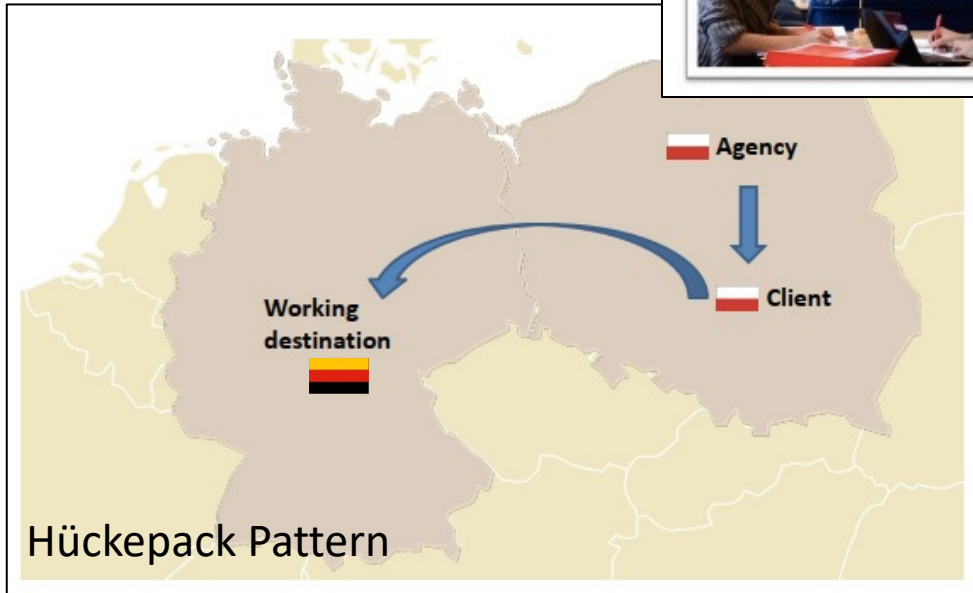 Agency
Client
Working
destination
Hückepack Pattern